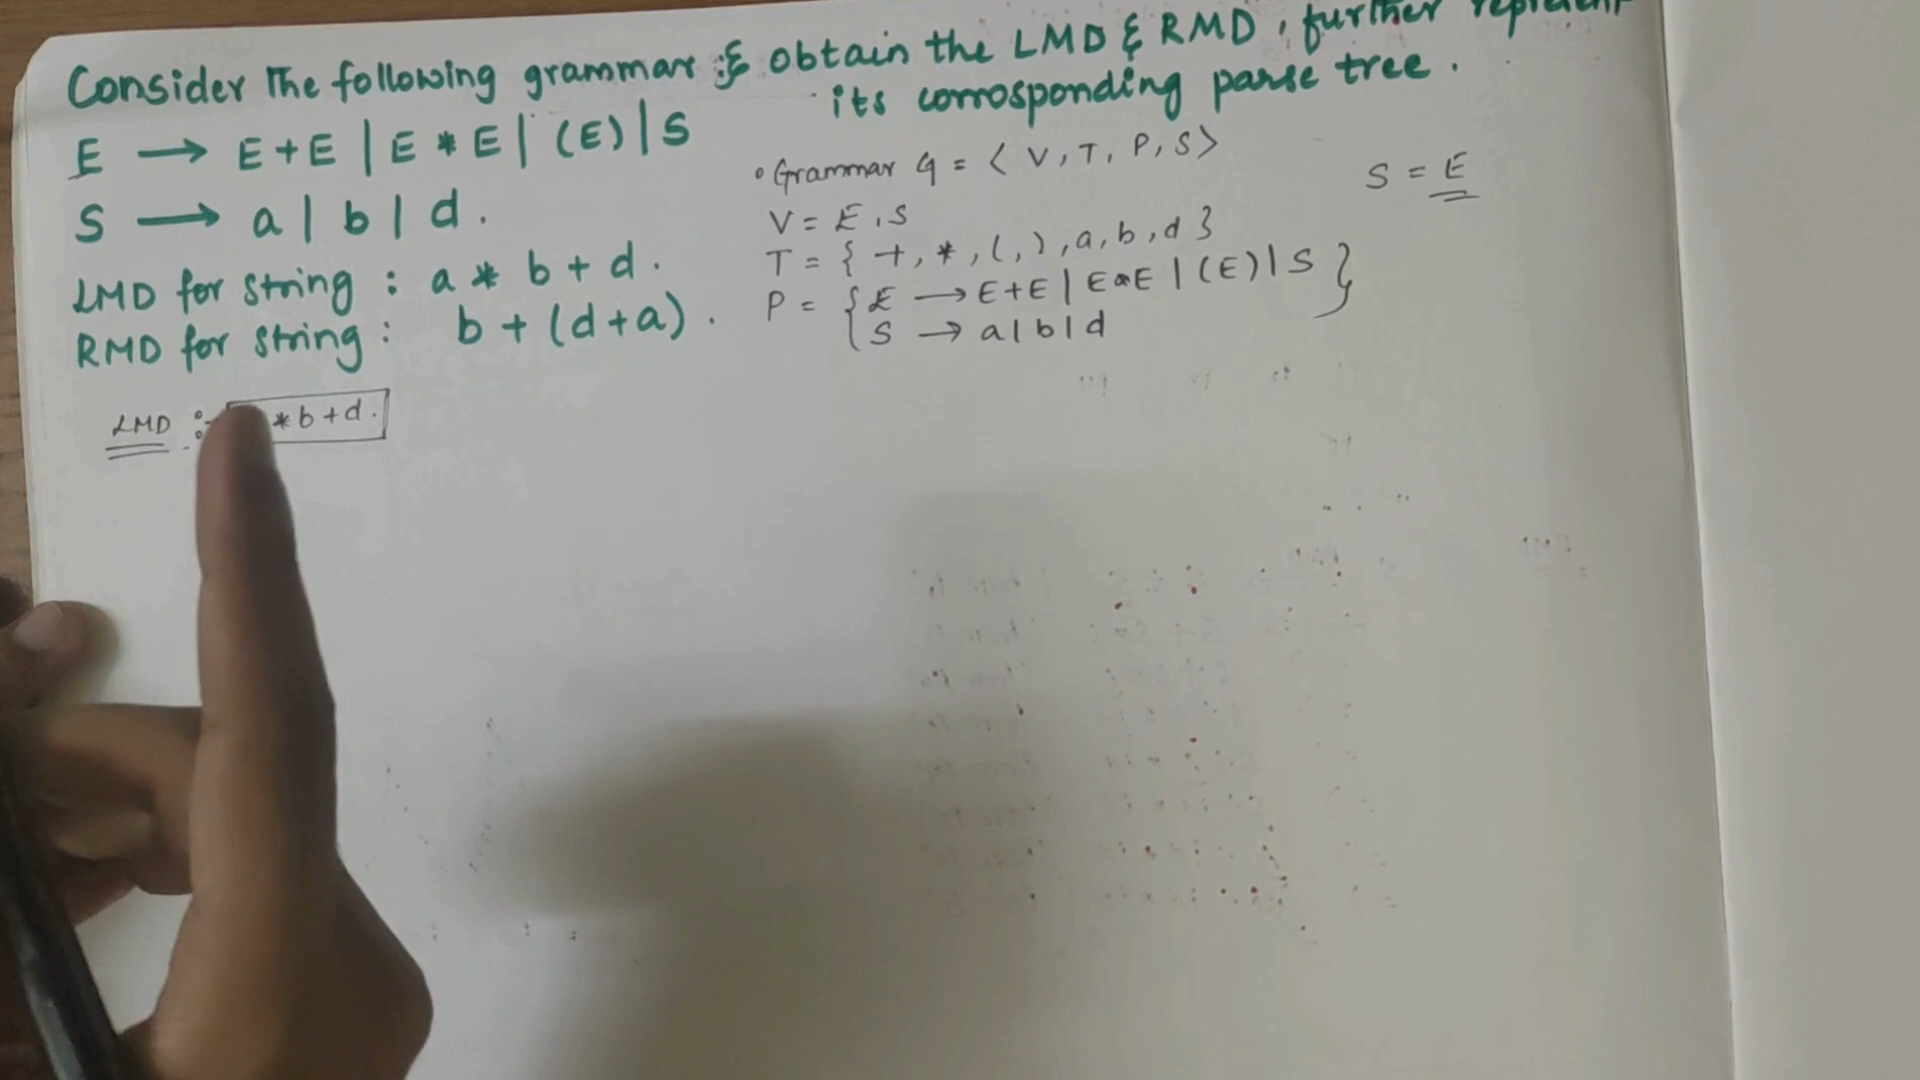 Consider The following grammar & obtain the LMD & RMD, further represent
its corrosponding parse tree.
E → E+E | E * E | (E) | S
S → a | b | d.
LMD for string : a * b + d.
RMD for string : b + (d+a).
• Grammar G = < V, T, P, S >
S = E
V = E, S
T = { +, *, (, ), a, b, d }
P = { E → E+E | E*E | (E) | S }
S → a | b | d
LMD :- * b + d.